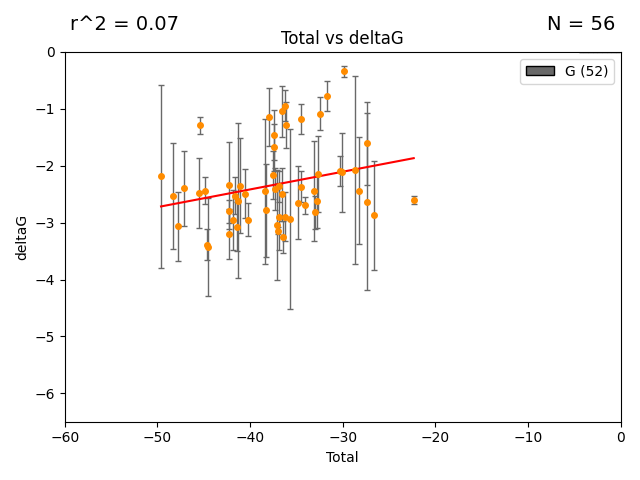 r^2 = 0.07
N = 56
Total vs deltaG
G (52)
deltaG
0
−1
−2
−3
−4
−5
−6
−60
−50
−40
−30
−20
−10
0
Total